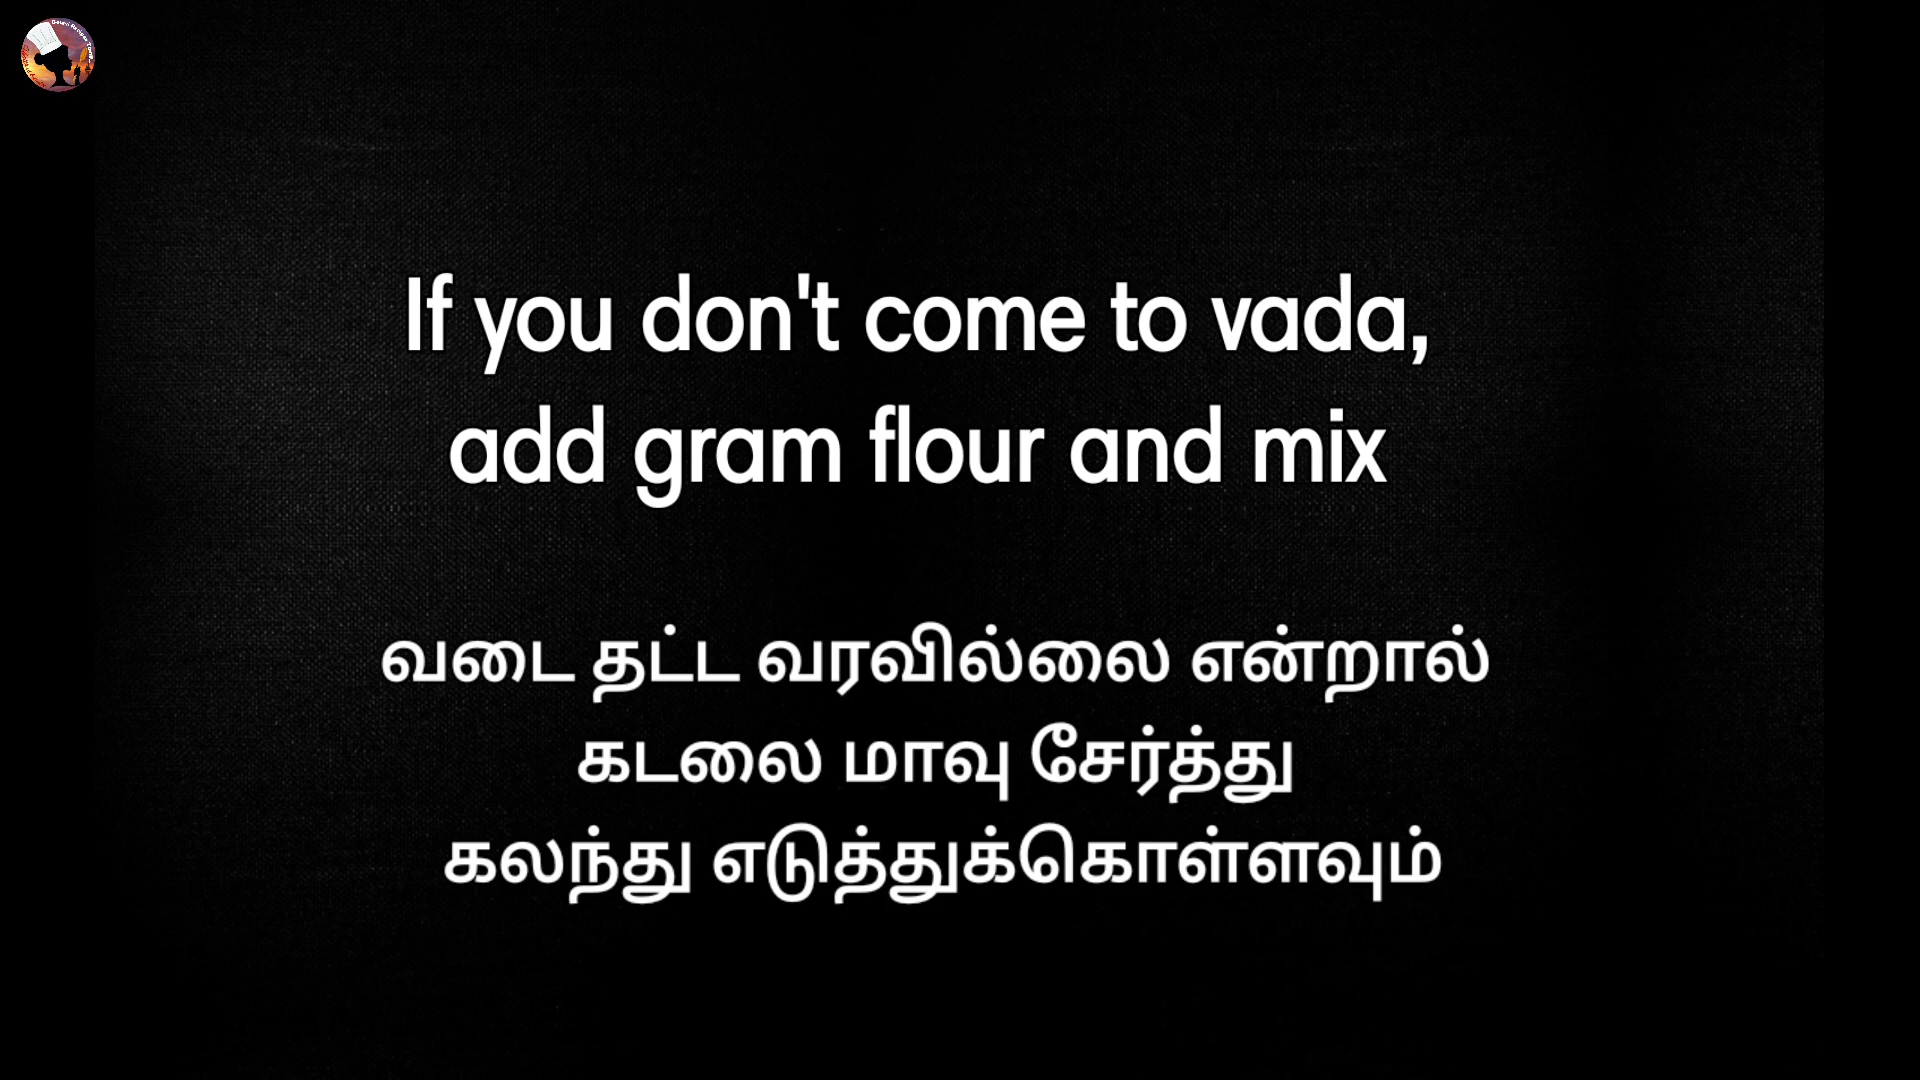 If you don't come to vada,
add gram flour and mix
வடை தட்ட வரவில்லை என்றால்
கடலை மாவு சேர்த்து
கலந்து எடுத்துக்கொள்ளவும்